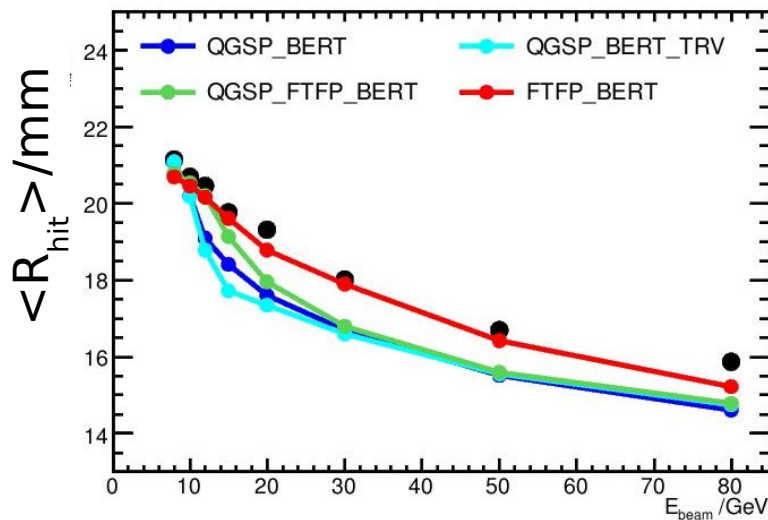 QGSP_BERT
QGSP_BERT_TRV
QGSP_FTFP_BERT
FTFP_BERT
<R_hit>/mm
24
22
20
18
16
14
0 10 20 30 40 50 60 70 80
E_beam /GeV